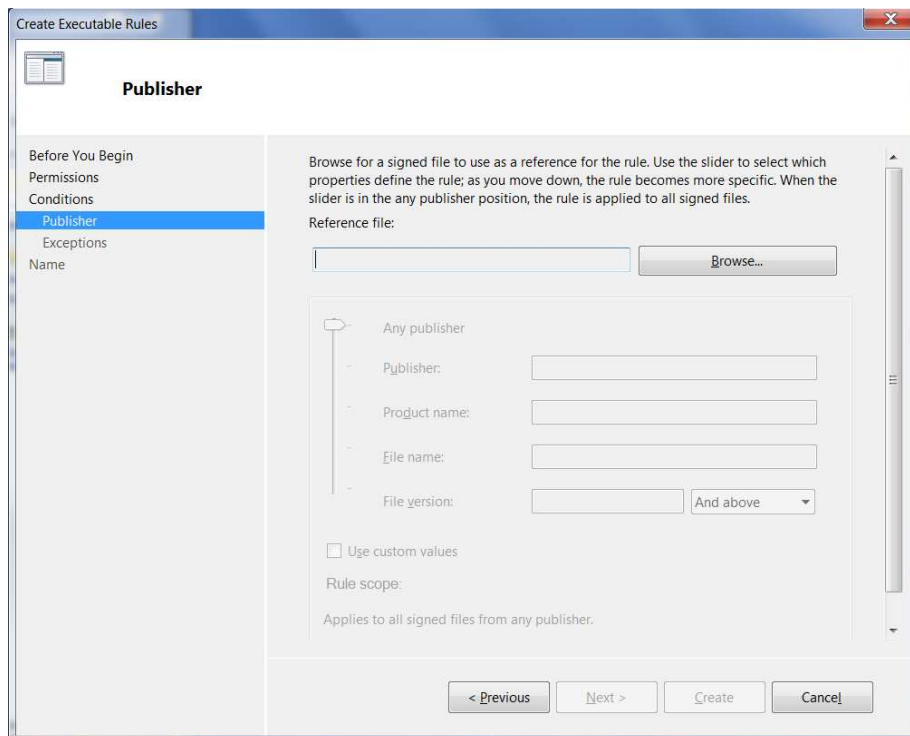 Create Executable Rules
Publisher
Before You Begin
Permissions
Conditions
Publisher
Exceptions
Name
Browse for a signed file to use as a reference for the rule. Use the slider to select which
properties define the rule; as you move down, the rule becomes more specific. When the
slider is in the any publisher position, the rule is applied to all signed files.
Reference file:
Browse...
Any publisher
Publisher:
Product name:
File name:
File version:
And above
Use custom values
Rule scope:
Applies to all signed files from any publisher.
< Previous
Next >
Create
Cancel